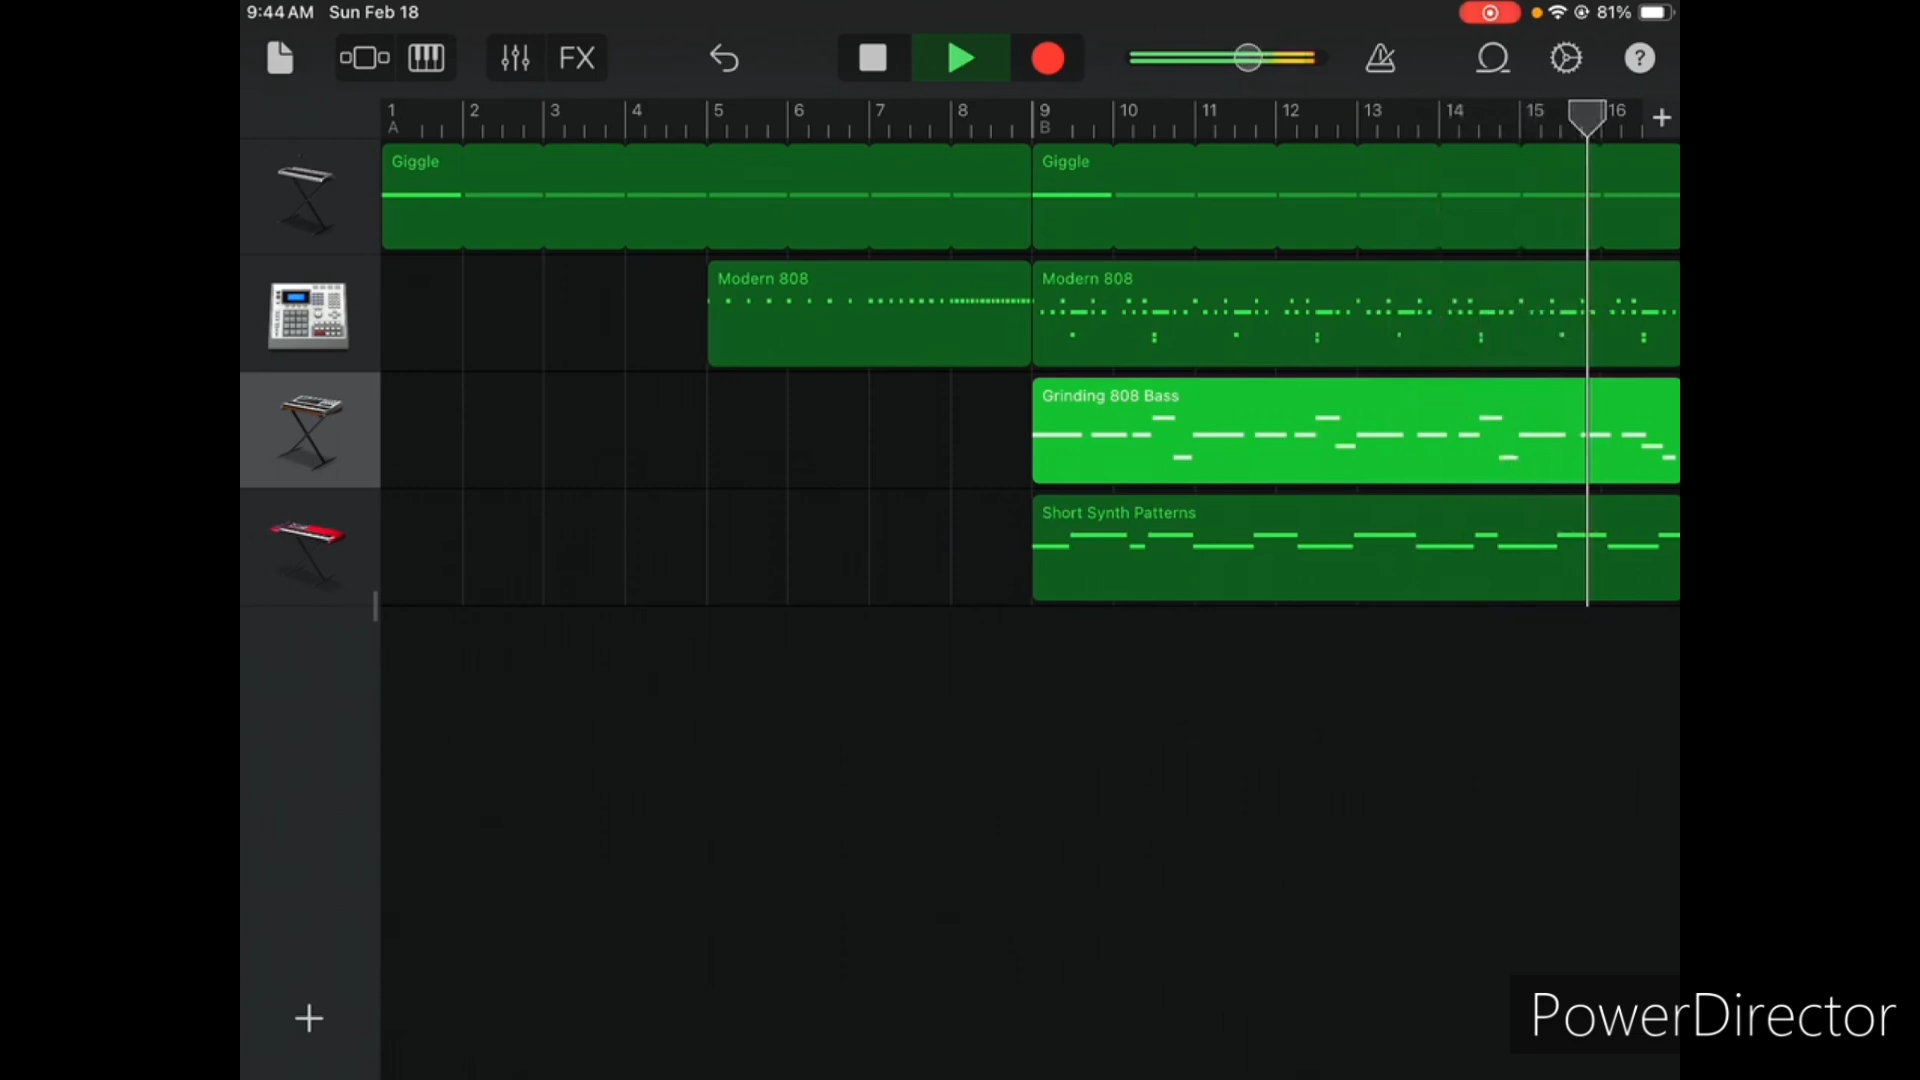 9:44 AM Sun Feb 18
81%
FX
?
1 2 3 4 5 6 7 8 9 10 11 12 13 14 15 16 +
A B
Giggle Giggle
Modern 808 Modern 808
Grinding 808 Bass
Short Synth Patterns
+
PowerDirector